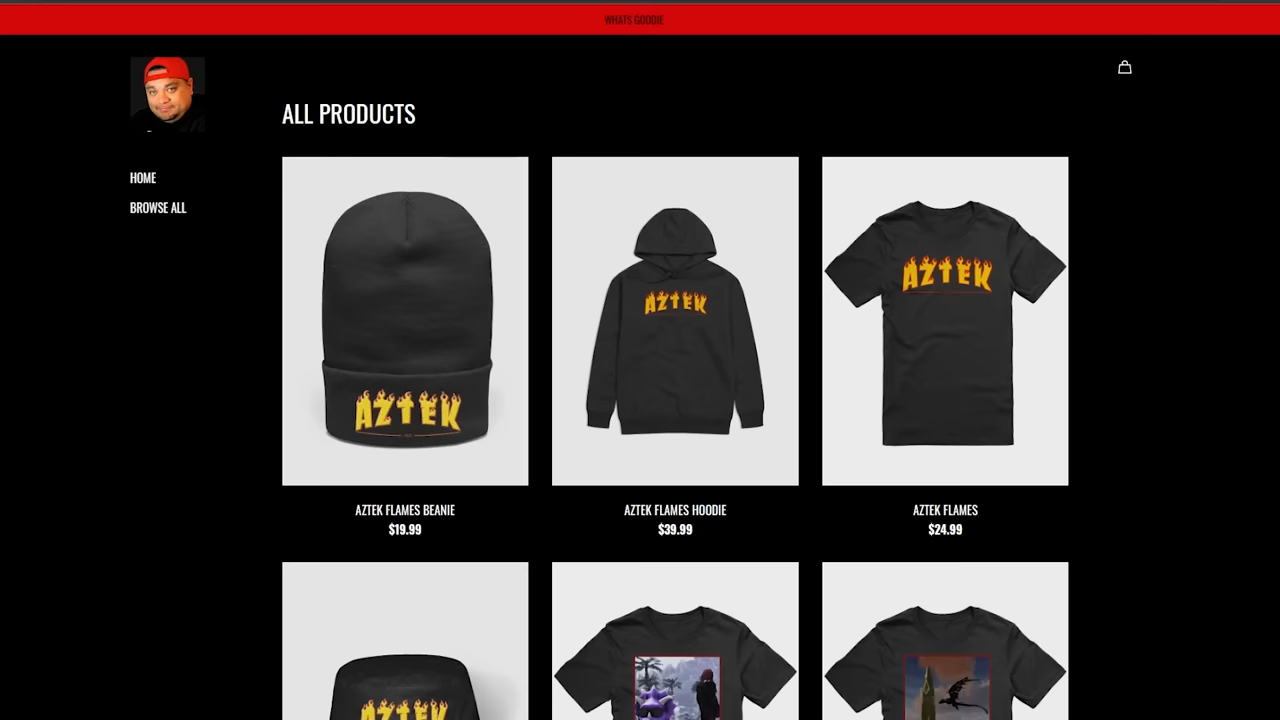 WHATS GOODIE
ALL PRODUCTS
HOME
BROWSE ALL
AZTEK
AZTEK
AZTEK
AZTEK FLAMES BEANIE
$19.99
AZTEK FLAMES HOODIE
$39.99
AZTEK FLAMES
$24.99
AZTEK